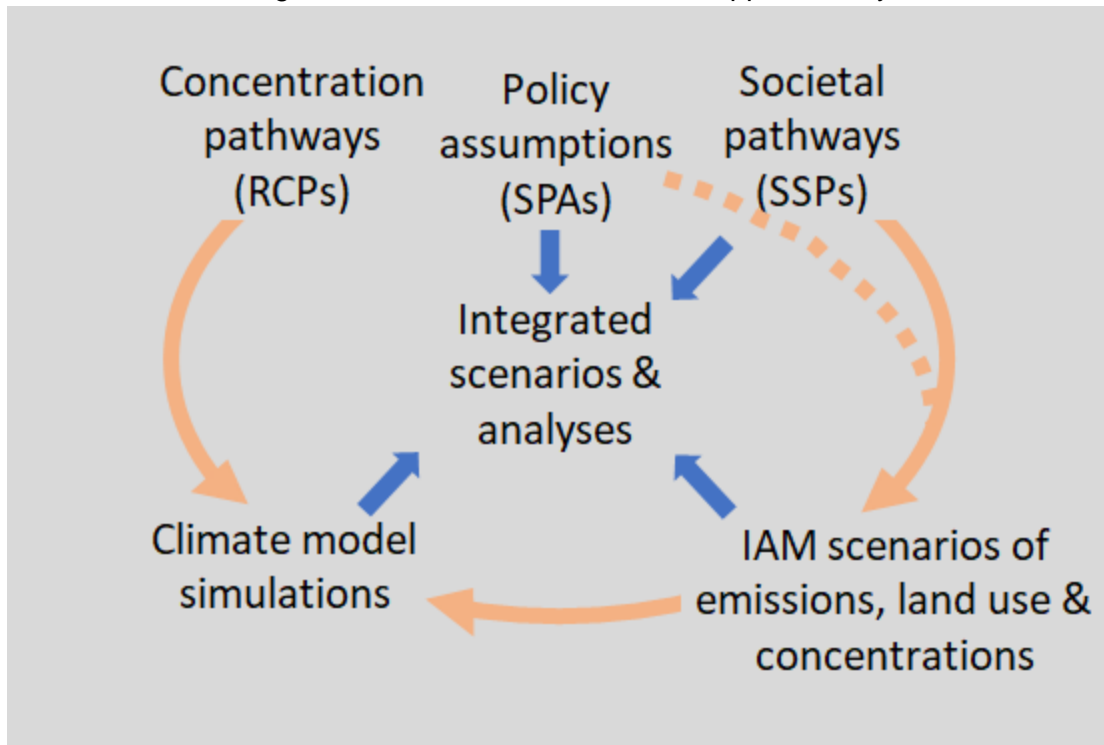 Concentration
pathways
(RCPs)
Policy
assumptions
(SPAs)
Societal
pathways
(SSPs)
Integrated
scenarios &
analyses
Climate model
simulations
IAM scenarios of
emissions, land use &
concentrations